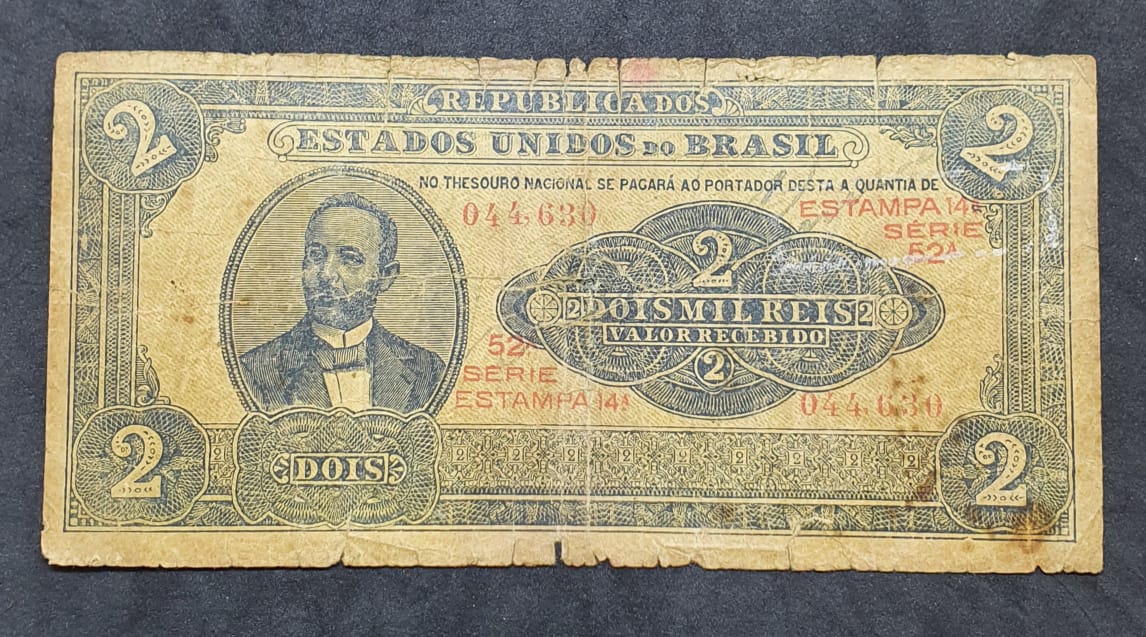 2 REPUBLICA DOS 2
ESTADOS UNIDOS DO BRASIL
NO THESOURO NACIONAL SE PAGARÁ AO PORTADOR DESTA A QUANTIA DE
044,630
ESTAMPA 14ª
SÉRIE
52ª
2
2 DOIS MIL REIS 2
VALOR RECEBIDO
2
52ª
SÉRIE
ESTAMPA 14ª
044,630
2 DOIS 2